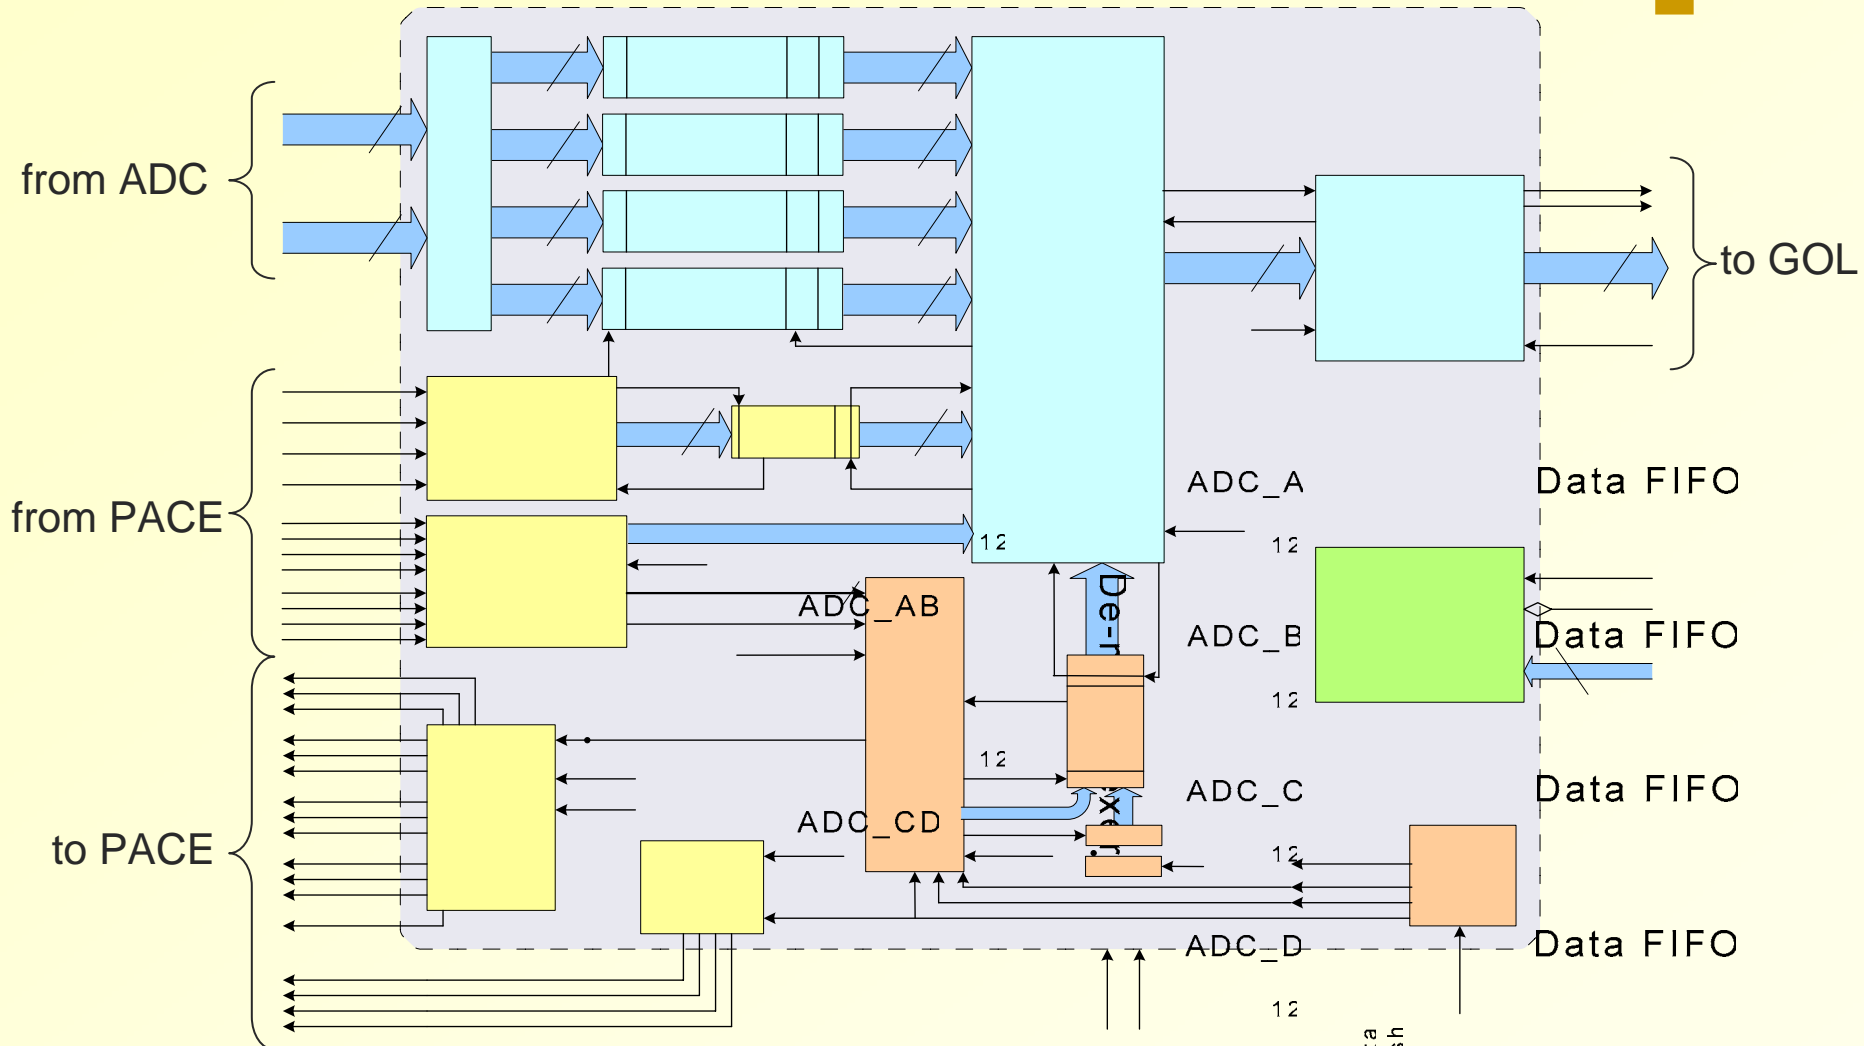 from ADC
to GOL
from PACE
to PACE
ADC_A
Data FIFO
12
12
De-
ADC_AB
ADC_B
Data FIFO
12
12
ADC_C
Data FIFO
ADC_CD
12
ADC_D
Data FIFO
12